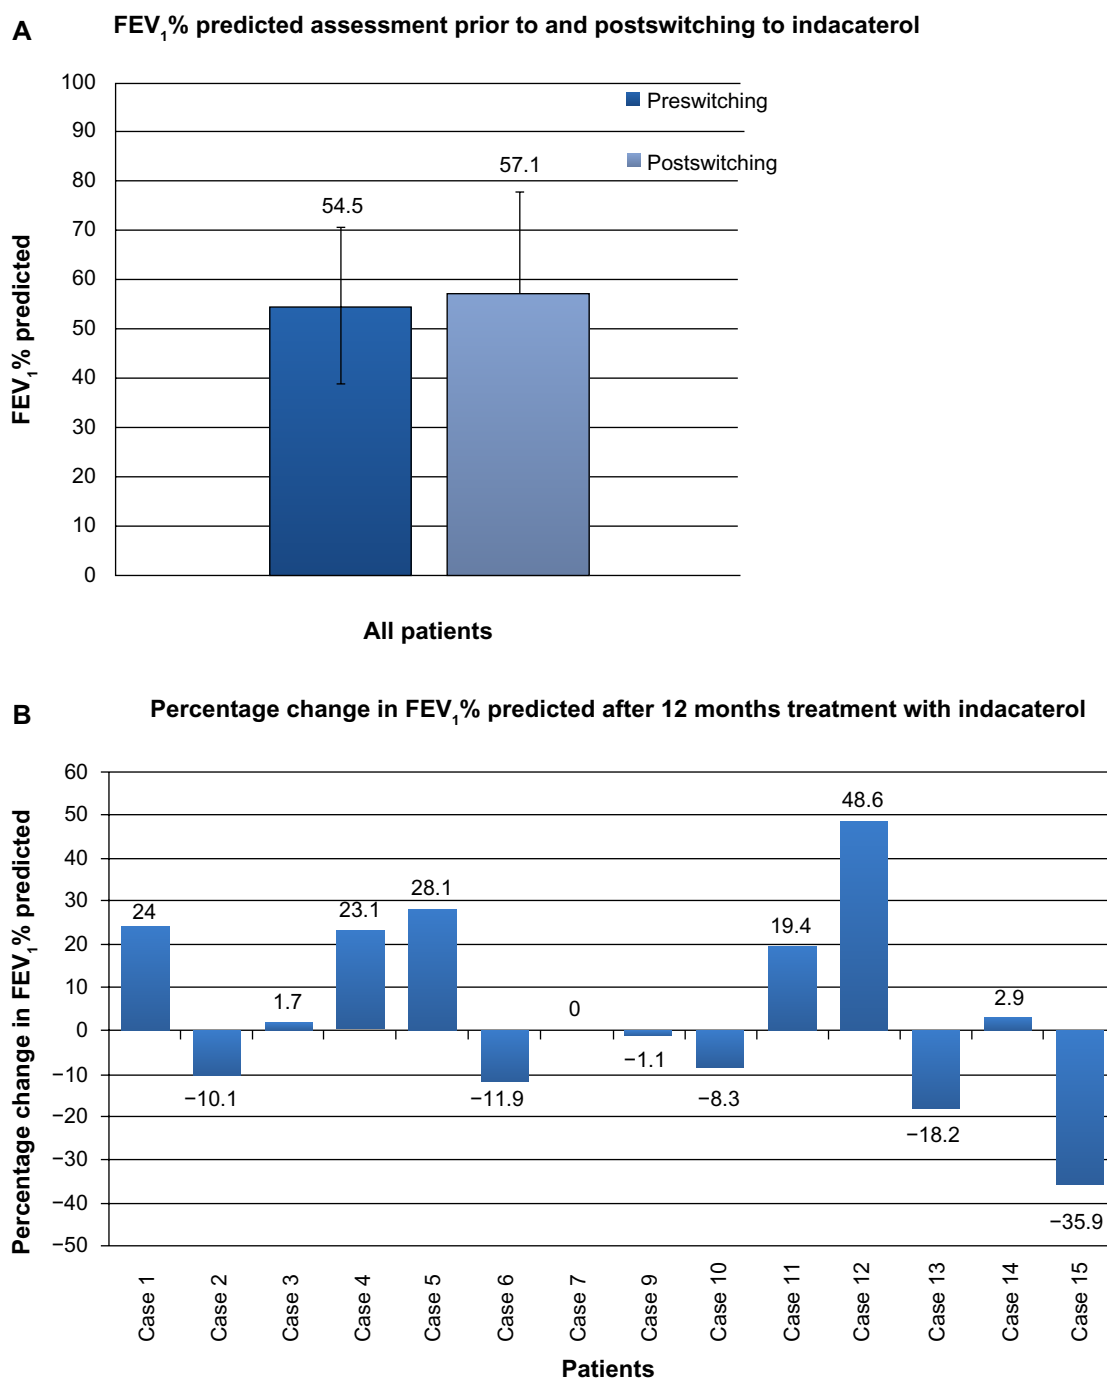 A
FEV₁% predicted assessment prior to and postswitching to indacaterol
100
90
80
70
60
50
40
30
20
10
0
FEV₁% predicted
Preswitching
Postswitching
54.5
57.1
All patients
B
Percentage change in FEV₁% predicted after 12 months treatment with indacaterol
60
50
40
30
20
10
0
−10
−20
−30
−40
−50
Percentage change in FEV₁% predicted
24
−10.1
1.7
23.1
28.1
−11.9
0
−1.1
−8.3
19.4
48.6
−18.2
2.9
−35.9
Case 1
Case 2
Case 3
Case 4
Case 5
Case 6
Case 7
Case 9
Case 10
Case 11
Case 12
Case 13
Case 14
Case 15
Patients